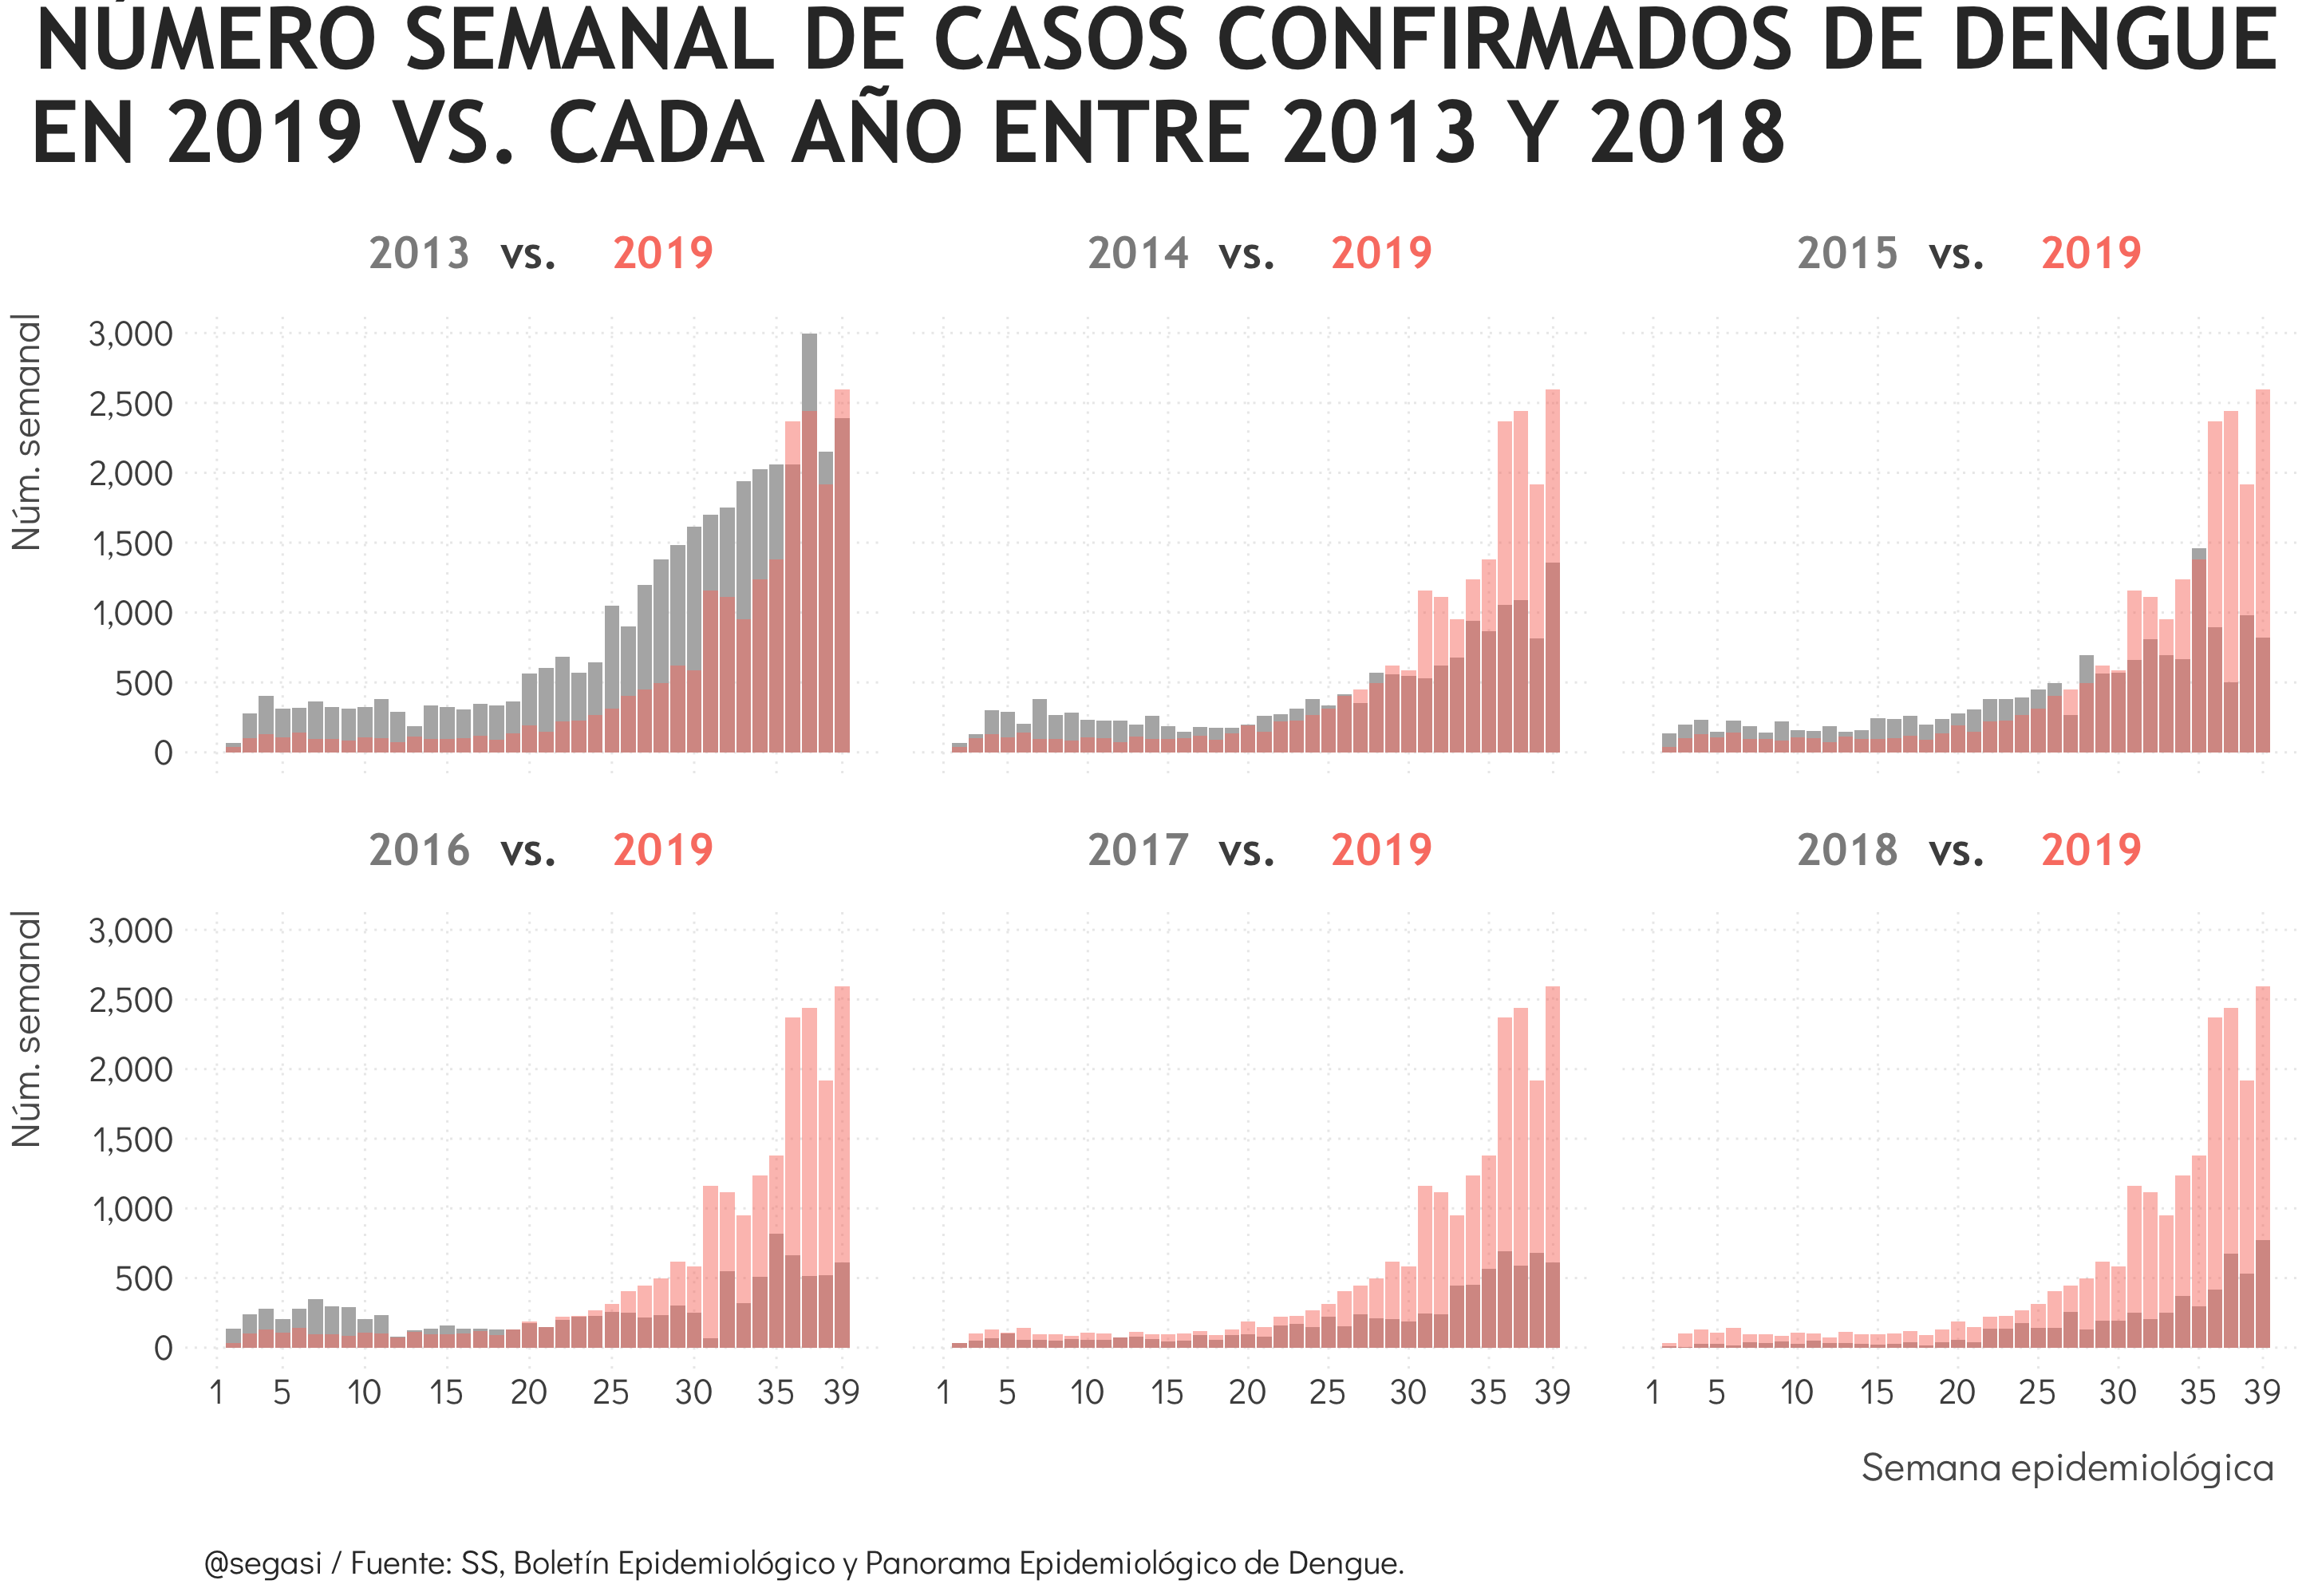 NÚMERO SEMANAL DE CASOS CONFIRMADOS DE DENGUE
EN 2019 VS. CADA AÑO ENTRE 2013 Y 2018
2013 vs. 2019
2014 vs. 2019
2015 vs. 2019
Núm. semanal
3,000
2,500
2,000
1,500
1,000
500
0
2016 vs. 2019
2017 vs. 2019
2018 vs. 2019
Núm. semanal
3,000
2,500
2,000
1,500
1,000
500
0
1 5 10 15 20 25 30 35 39
1 5 10 15 20 25 30 35 39
1 5 10 15 20 25 30 35 39
Semana epidemiológica
@segasi / Fuente: SS, Boletín Epidemiológico y Panorama Epidemiológico de Dengue.